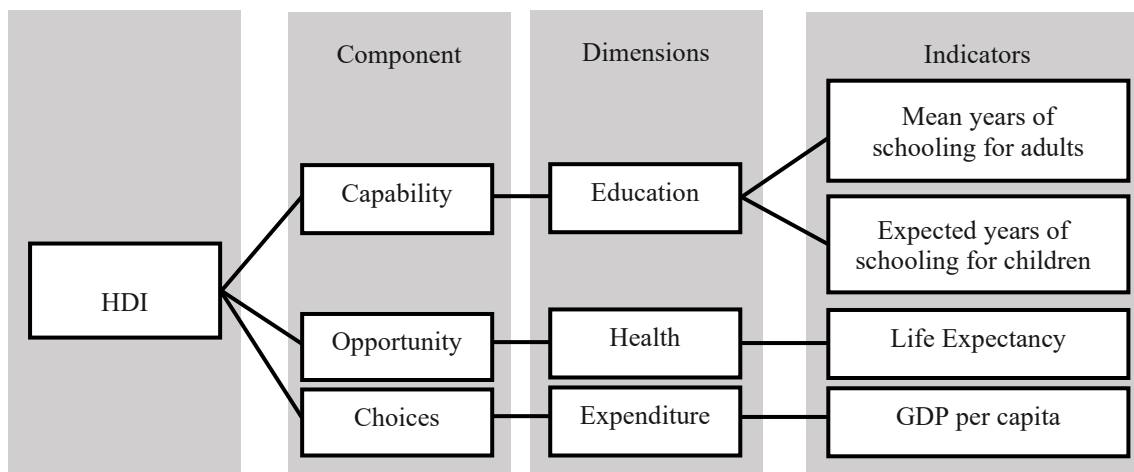 Component
Dimensions
Indicators
HDI
Capability
Education
Mean years of
schooling for adults
Expected years of
schooling for children
Opportunity
Health
Life Expectancy
Choices
Expenditure
GDP per capita